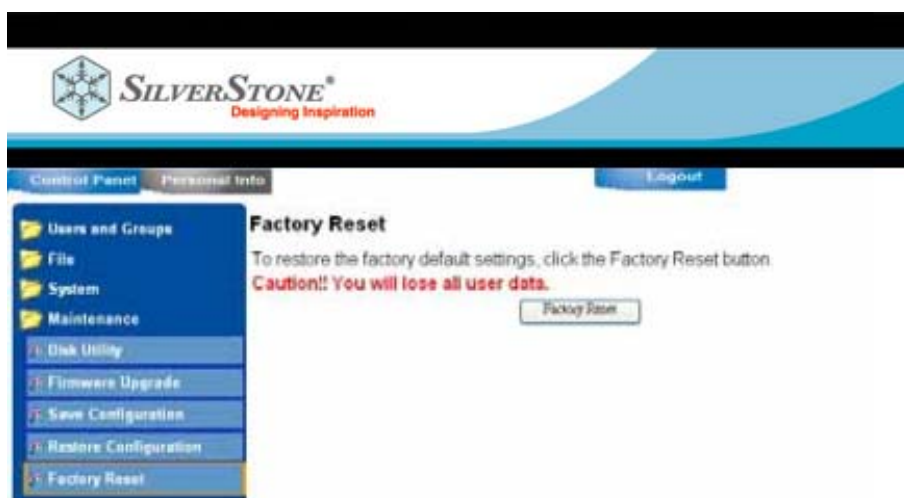 SILVERSTONE®
Designing Inspiration
Control Panel Personal Info Logout
Users and Groups
File
System
Maintenance
Disk Utility
Firmware Upgrade
Save Configuration
Restore Configuration
Factory Reset
Factory Reset
To restore the factory default settings, click the Factory Reset button
Caution!! You will lose all user data.
Factory Reset